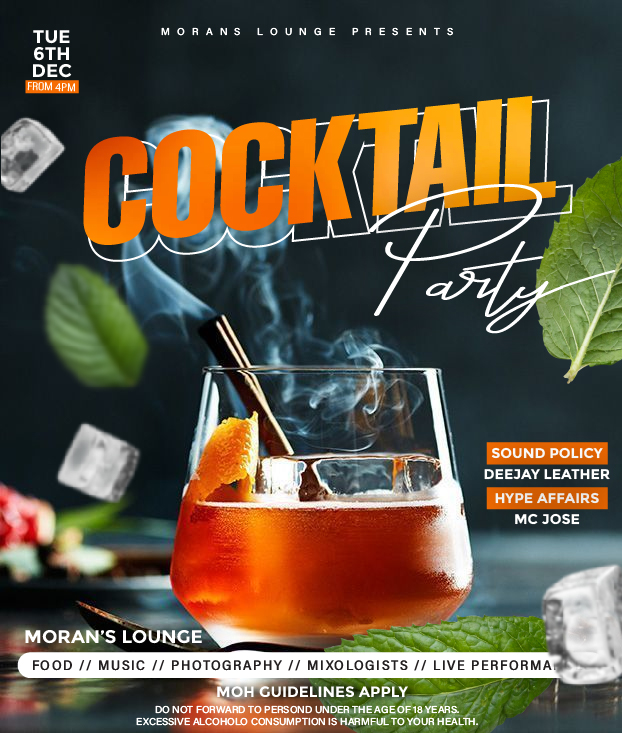 MORANS LOUNGE PRESENTS
TUE
6TH
DEC
FROM 4PM
COCKTAIL
Party
SOUND POLICY
DEEJAY LEATHER
HYPE AFFAIRS
MC JOSE
MORAN'S LOUNGE
FOOD // MUSIC // PHOTOGRAPHY // MIXOLOGISTS // LIVE PERFORMA
MOH GUIDELINES APPLY
DO NOT FORWARD TO PERSOND UNDER THE AGE OF 18 YEARS.
EXCESSIVE ALCOHOLO CONSUMPTION IS HARMFUL TO YOUR HEALTH.